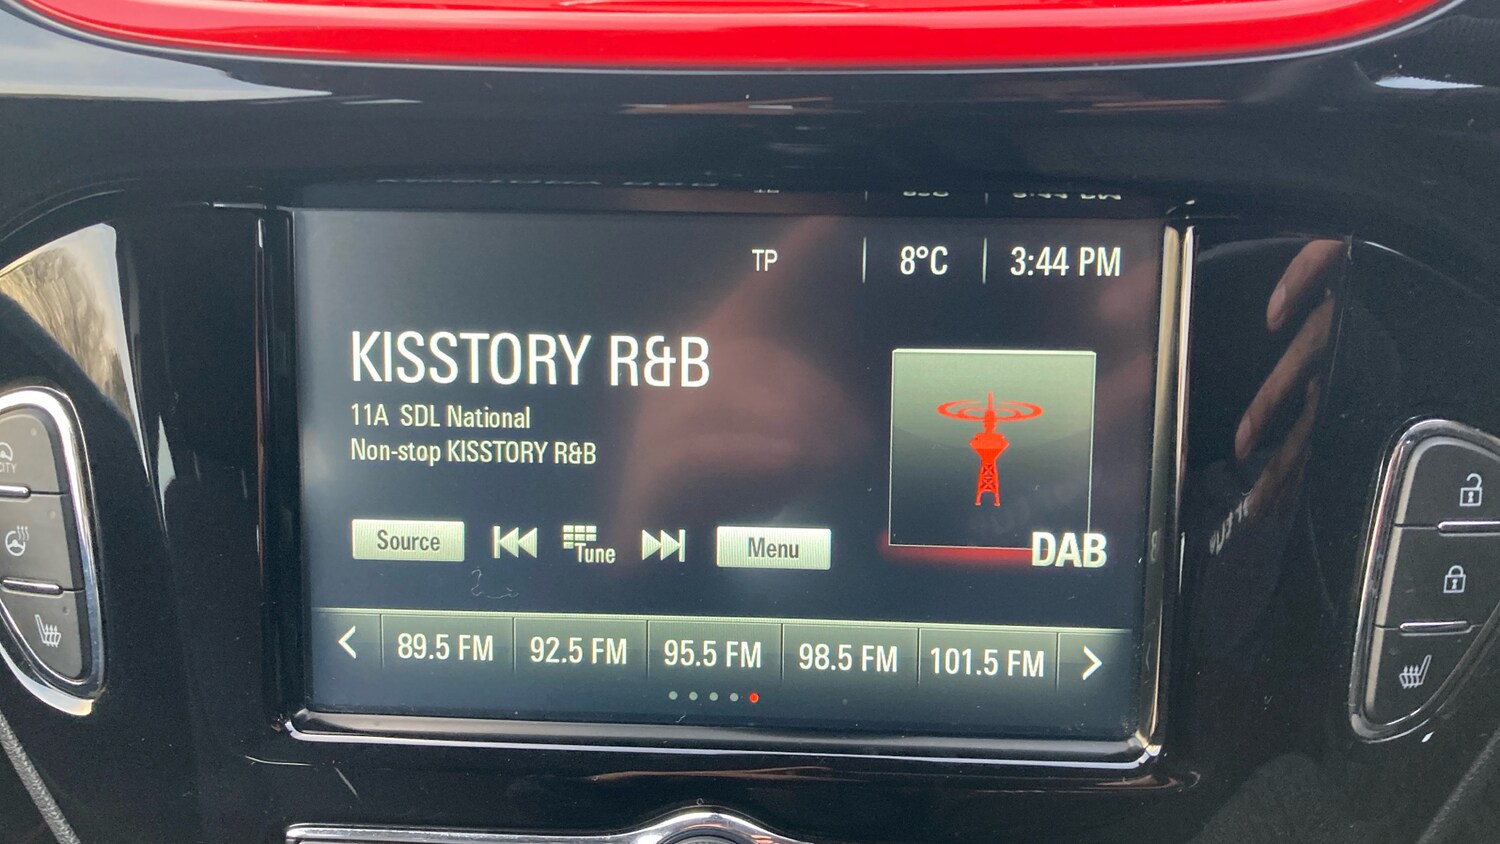 TP 8°C 3:44 PM
KISSTORY R&B
11A SDL National
Non-stop KISSTORY R&B
Source Tune Menu
DAB
89.5 FM 92.5 FM 95.5 FM 98.5 FM 101.5 FM
CITY